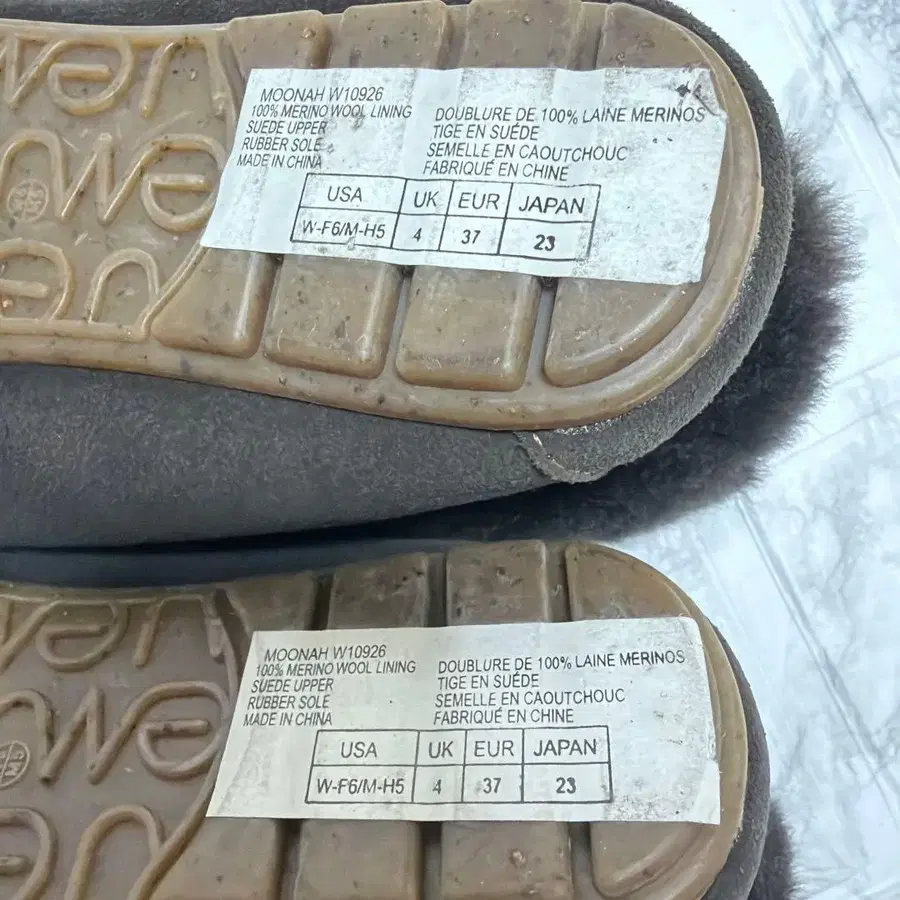 MOONAH W10926
100% MERINO WOOL LINING
SUEDE UPPER
RUBBER SOLE
MADE IN CHINA
DOUBLURE DE 100% LAINE MERINOS
TIGE EN SUÉDE
SEMELLE EN CAOUTCHOUC
FABRIQUÉ EN CHINE
USA UK EUR JAPAN
W-F6/M-H5 4 37 23
MOONAH W10926
100% MERINO WOOL LINING
SUEDE UPPER
RUBBER SOLE
MADE IN CHINA
DOUBLURE DE 100% LAINE MERINOS
TIGE EN SUÉDE
SEMELLE EN CAOUTCHOUC
FABRIQUÉ EN CHINE
USA UK EUR JAPAN
W-F6/M-H5 4 37 23